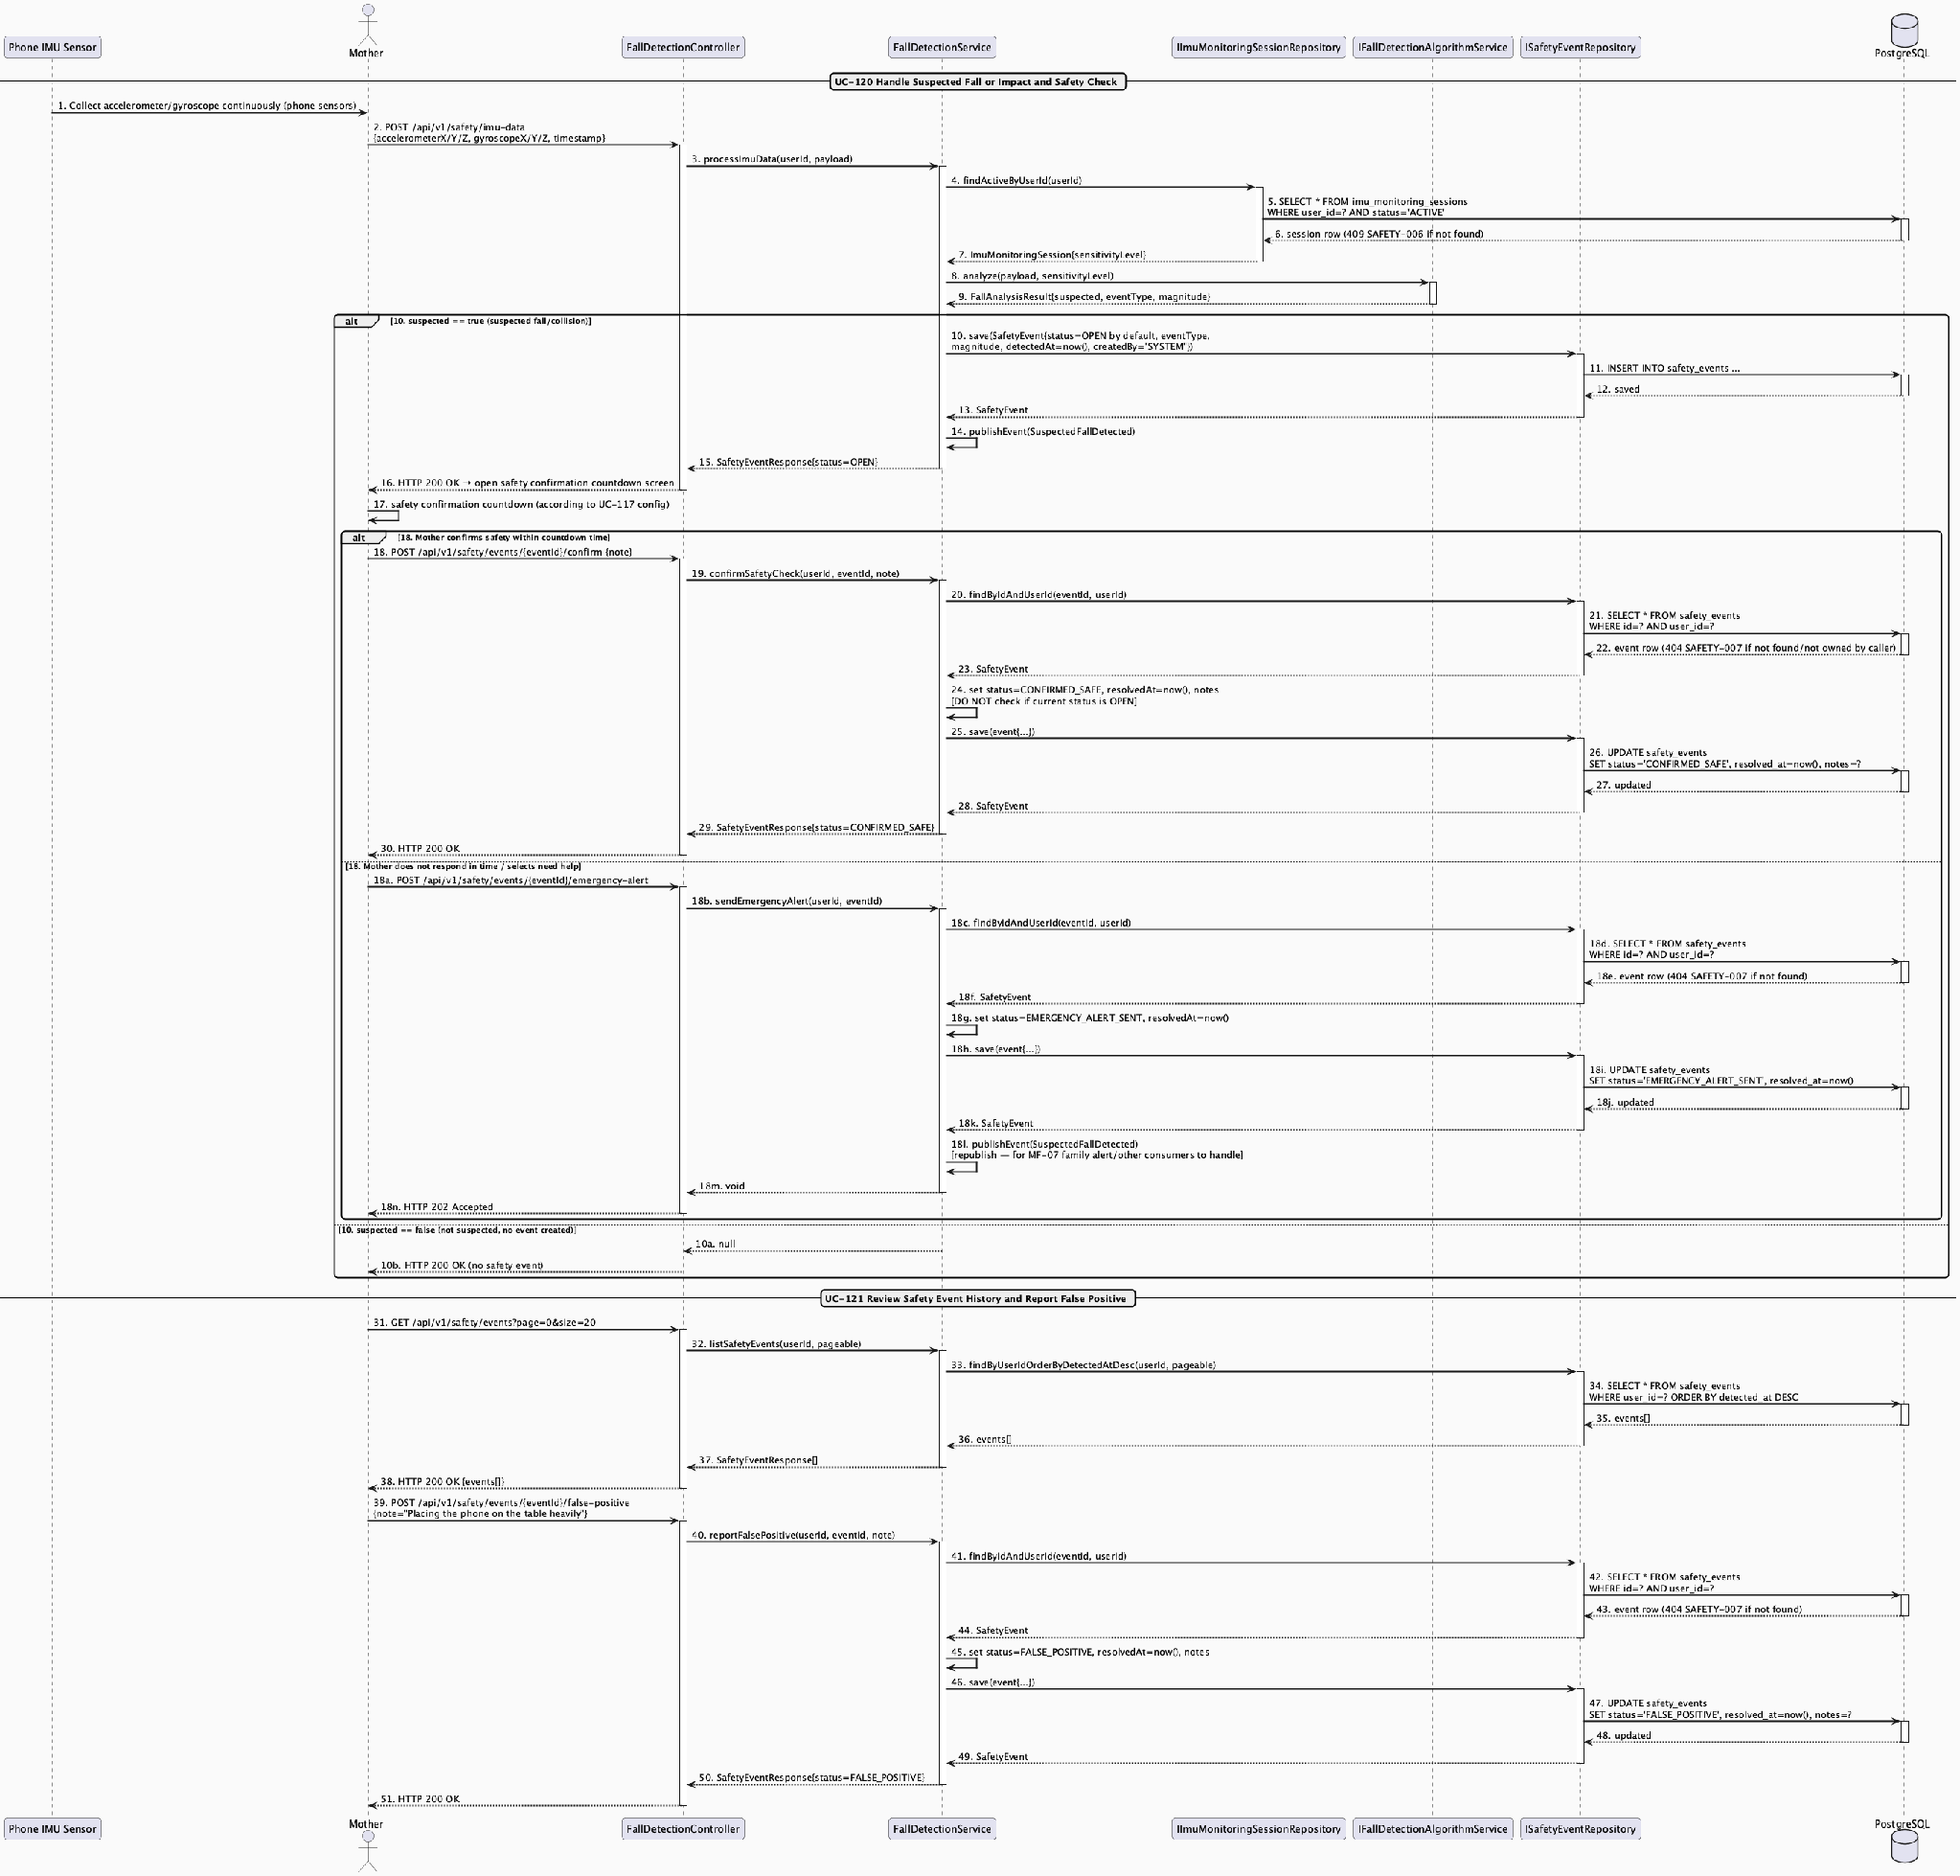 Phone IMU Sensor
Mother
FallDetectionController
FallDetectionService
IImuMonitoringSessionRepository
IFallDetectionAlgorithmService
ISafetyEventRepository
PostgreSQL
UC-120 Handle Suspected Fall or Impact and Safety Check
1. Collect accelerometer/gyroscope continuously (phone sensors)
2. POST /api/v1/safety/imu-data
{accelerometerX/Y/Z, gyroscopeX/Y/Z, timestamp}
3. processImuData(userId, payload)
4. findActiveByUserId(userId)
5. SELECT * FROM imu_monitoring_sessions
WHERE user_id=? AND status='ACTIVE'
6. session row (409 SAFETY-006 if not found)
7. ImuMonitoringSession{sensitivityLevel}
8. analyze(payload, sensitivityLevel)
9. FallAnalysisResult{suspected, eventType, magnitude}
alt [10. suspected == true (suspected fall/collision)]
10. save(SafetyEvent{status=OPEN by default, eventType,
magnitude, detectedAt=now(), createdBy="SYSTEM"})
11. INSERT INTO safety_events ...
12. saved
13. SafetyEvent
14. publishEvent(SuspectedFallDetected)
15. SafetyEventResponse{status=OPEN}
16. HTTP 200 OK → open safety confirmation countdown screen
17. safety confirmation countdown (according to UC-117 config)
alt [18. Mother confirms safety within countdown time]
18. POST /api/v1/safety/events/{eventId}/confirm {note}
19. confirmSafetyCheck(userId, eventId, note)
20. findByIdAndUserId(eventId, userId)
21. SELECT * FROM safety_events
WHERE id=? AND user_id=?
22. event row (404 SAFETY-007 if not found/not owned by caller)
23. SafetyEvent
24. set status=CONFIRMED_SAFE, resolvedAt=now(), notes
[DO NOT check if current status is OPEN]
25. save(event{...})
26. UPDATE safety_events
SET status='CONFIRMED_SAFE', resolved_at=now(), notes=?
27. updated
28. SafetyEvent
29. SafetyEventResponse{status=CONFIRMED_SAFE}
30. HTTP 200 OK
[18. Mother does not respond in time / selects need help]
18a. POST /api/v1/safety/events/{eventId}/emergency-alert
18b. sendEmergencyAlert(userId, eventId)
18c. findByIdAndUserId(eventId, userId)
18d. SELECT * FROM safety_events
WHERE id=? AND user_id=?
18e. event row (404 SAFETY-007 if not found)
18f. SafetyEvent
18g. set status=EMERGENCY_ALERT_SENT, resolvedAt=now()
18h. save(event{...})
18i. UPDATE safety_events
SET status='EMERGENCY_ALERT_SENT', resolved_at=now()
18j. updated
18k. SafetyEvent
18l. publishEvent(SuspectedFallDetected)
[republish — for MF-07 family alert/other consumers to handle]
18m. void
18n. HTTP 202 Accepted
[10. suspected == false (not suspected, no event created)]
10a. null
10b. HTTP 200 OK (no safety event)
UC-121 Review Safety Event History and Report False Positive
31. GET /api/v1/safety/events?page=0&size=20
32. listSafetyEvents(userId, pageable)
33. findByUserIdOrderByDetectedAtDesc(userId, pageable)
34. SELECT * FROM safety_events
WHERE user_id=? ORDER BY detected_at DESC
35. events[]
36. events[]
37. SafetyEventResponse[]
38. HTTP 200 OK {events[]}
39. POST /api/v1/safety/events/{eventId}/false-positive
{note="Placing the phone on the table heavily"}
40. reportFalsePositive(userId, eventId, note)
41. findByIdAndUserId(eventId, userId)
42. SELECT * FROM safety_events
WHERE id=? AND user_id=?
43. event row (404 SAFETY-007 if not found)
44. SafetyEvent
45. set status=FALSE_POSITIVE, resolvedAt=now(), notes
46. save(event{...})
47. UPDATE safety_events
SET status='FALSE_POSITIVE', resolved_at=now(), notes=?
48. updated
49. SafetyEvent
50. SafetyEventResponse{status=FALSE_POSITIVE}
51. HTTP 200 OK
Phone IMU Sensor
Mother
FallDetectionController
FallDetectionService
IImuMonitoringSessionRepository
IFallDetectionAlgorithmService
ISafetyEventRepository
PostgreSQL